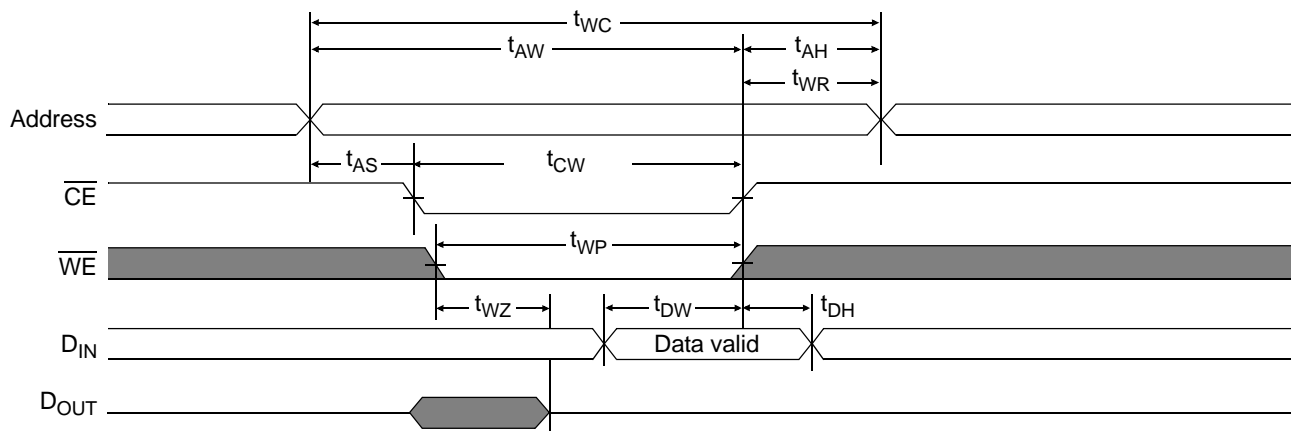 tWC
tAW tAH
tWR
Address
tAS tCW
CE
tWP
WE
tWZ tDW tDH
DIN Data valid
DOUT